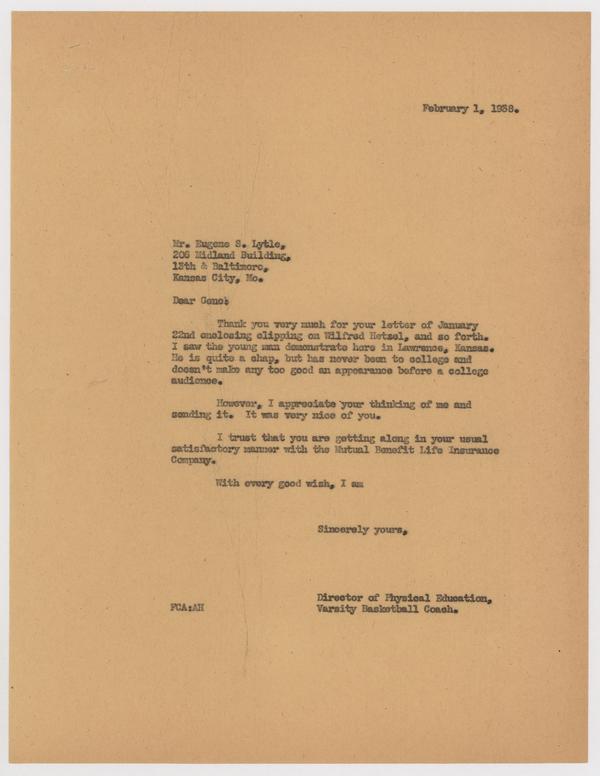 February 1, 1938.
Mr. Eugene S. Lytle,
206 Midland Building,
13th & Baltimore,
Kansas City, Mo.
Dear Gene:
Thank you very much for your letter of January
22nd enclosing clipping on Wilfred Hetzel, and so forth.
I saw the young man demonstrate here in Lawrence, Kansas.
He is quite a chap, but has never been to college and
doesn't make any too good an appearance before a college
audience.
However, I appreciate your thinking of me and
sending it. It was very nice of you.
I trust that you are getting along in your usual
satisfactory manner with the Mutual Benefit Life Insurance
Company.
With every good wish, I am
Sincerely yours,
Director of Physical Education,
FCA:AH Varsity Basketball Coach.